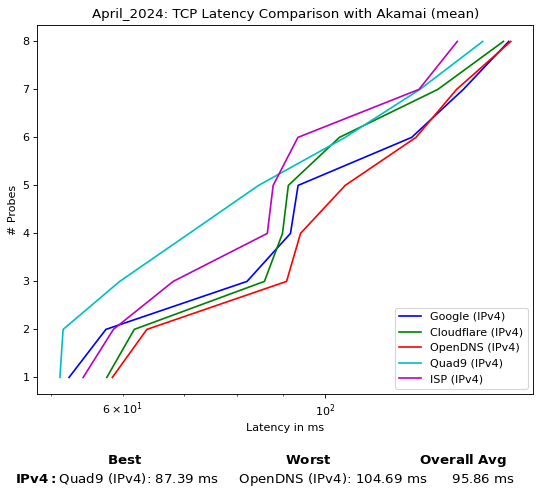 April_2024: TCP Latency Comparison with Akamai (mean)
8
7
6
5
4
3
2
1
# Probes
Google (IPv4)
Cloudflare (IPv4)
OpenDNS (IPv4)
Quad9 (IPv4)
ISP (IPv4)
6 × 10¹
10²
Latency in ms
Best Worst Overall Avg
IPv4: Quad9 (IPv4): 87.39 ms OpenDNS (IPv4): 104.69 ms 95.86 ms